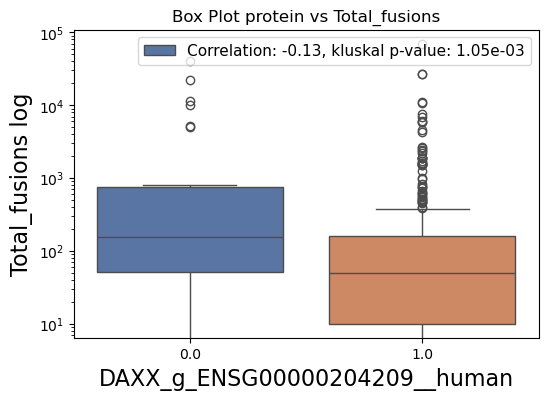 Box Plot protein vs Total_fusions
Correlation: -0.13, kluskal p-value: 1.05e-03
Total_fusions log
10⁵
10⁴
10³
10²
10¹
0.0
1.0
DAXX_g_ENSG00000204209__human